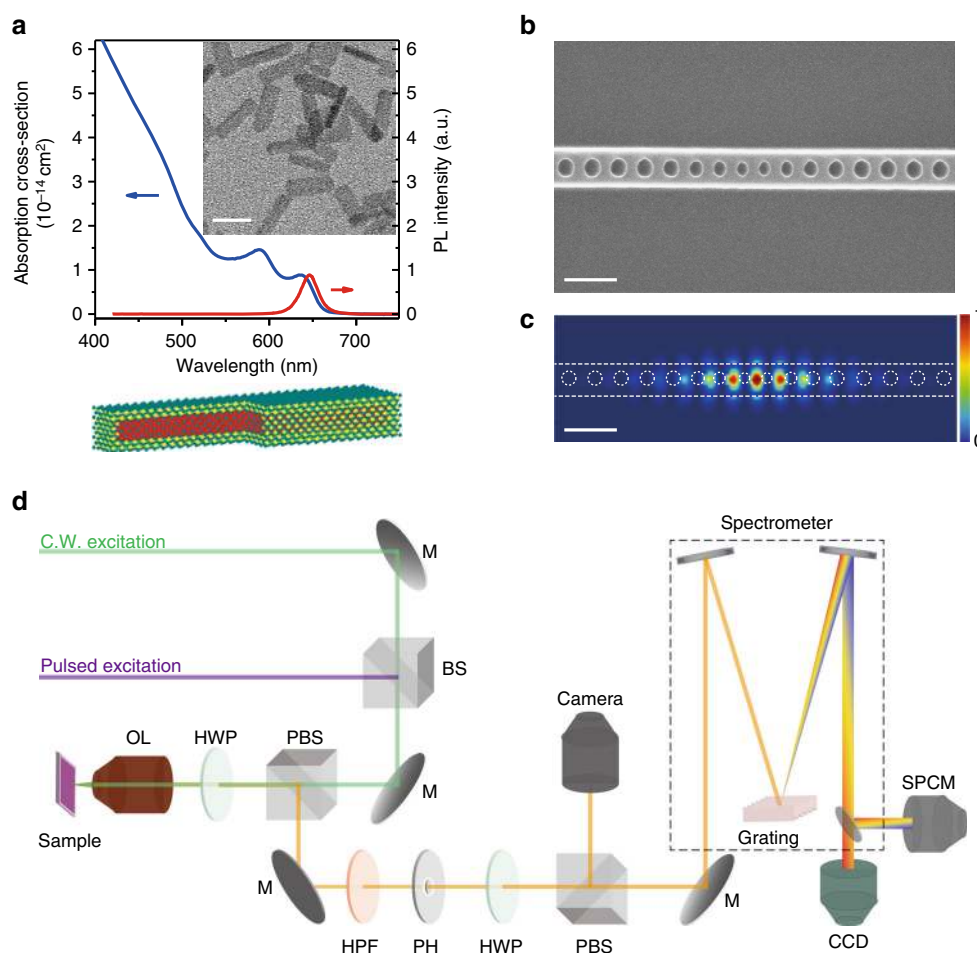 a
Absorption cross-section
(10⁻¹⁴ cm²)
6
5
4
3
2
1
0
6
5
4
3
2
1
0
PL intensity (a.u.)
400
500
600
700
Wavelength (nm)
b
c
0
d
C.W. excitation
M
Spectrometer
Pulsed excitation
BS
Camera
OL
HWP
PBS
M
SPCM
Sample
Grating
M
M
HPF
PH
HWP
PBS
CCD